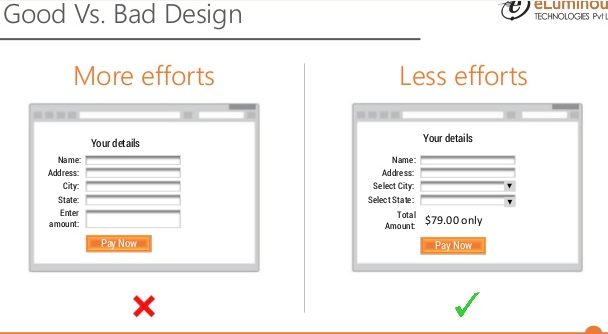 Good Vs. Bad Design
eLuminou
TECHNOLOGIES Pvt L
More efforts
Your details
Name:
Address:
City:
State:
Enter
amount:
Pay Now
Less efforts
Your details
Name:
Address:
Select City:
Select State:
Total
Amount:
$79.00 only
Pay Now